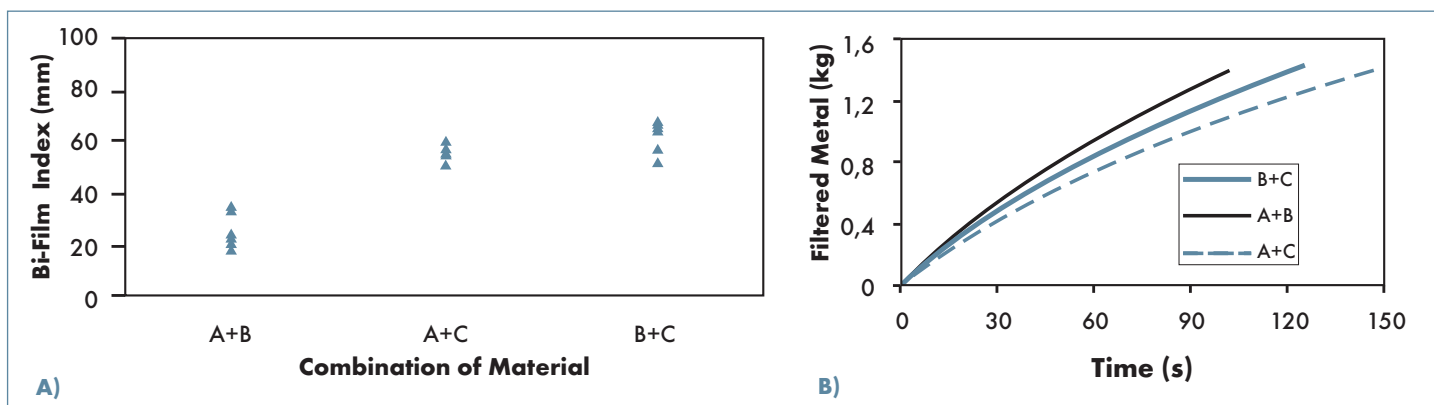 Bi-Film Index (mm)
100
80
60
40
20
0
A+B A+C B+C
Combination of Material
A)
Filtered Metal (kg)
1,6
1,2
0,8
0,4
0
B+C
A+B
A+C
0 30 60 90 120 150
Time (s)
B)